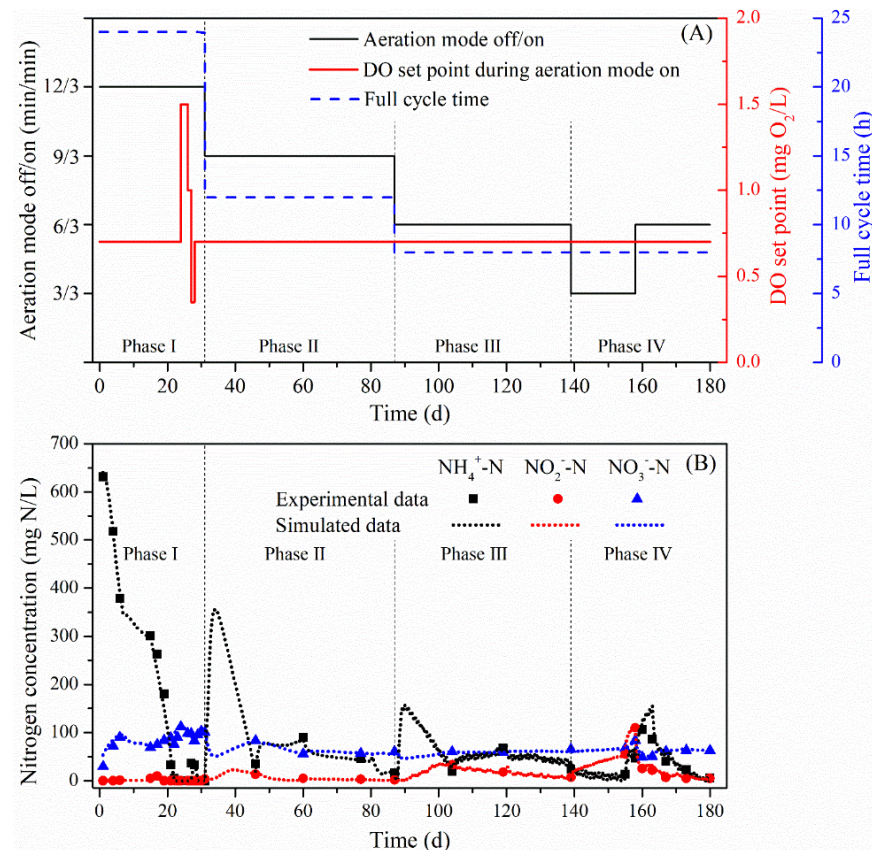 (A)
Aeration mode off/on
DO set point during aeration mode on
Full cycle time
Aeration mode off/on (min/min)
12/3
9/3
6/3
3/3
2.0
1.5
1.0
0.5
0.0
DO set point (mg O₂/L)
25
20
15
10
5
0
Full cycle time (h)
Phase I
Phase II
Phase III
Phase IV
0 20 40 60 80 100 120 140 160 180
Time (d)
(B)
NH₄⁺-N NO₂⁻-N NO₃⁻-N
Experimental data
Simulated data
Phase I
Phase II
Phase III
Phase IV
Nitrogen concentration (mg N/L)
700
600
500
400
300
200
100
0
0 20 40 60 80 100 120 140 160 180
Time (d)